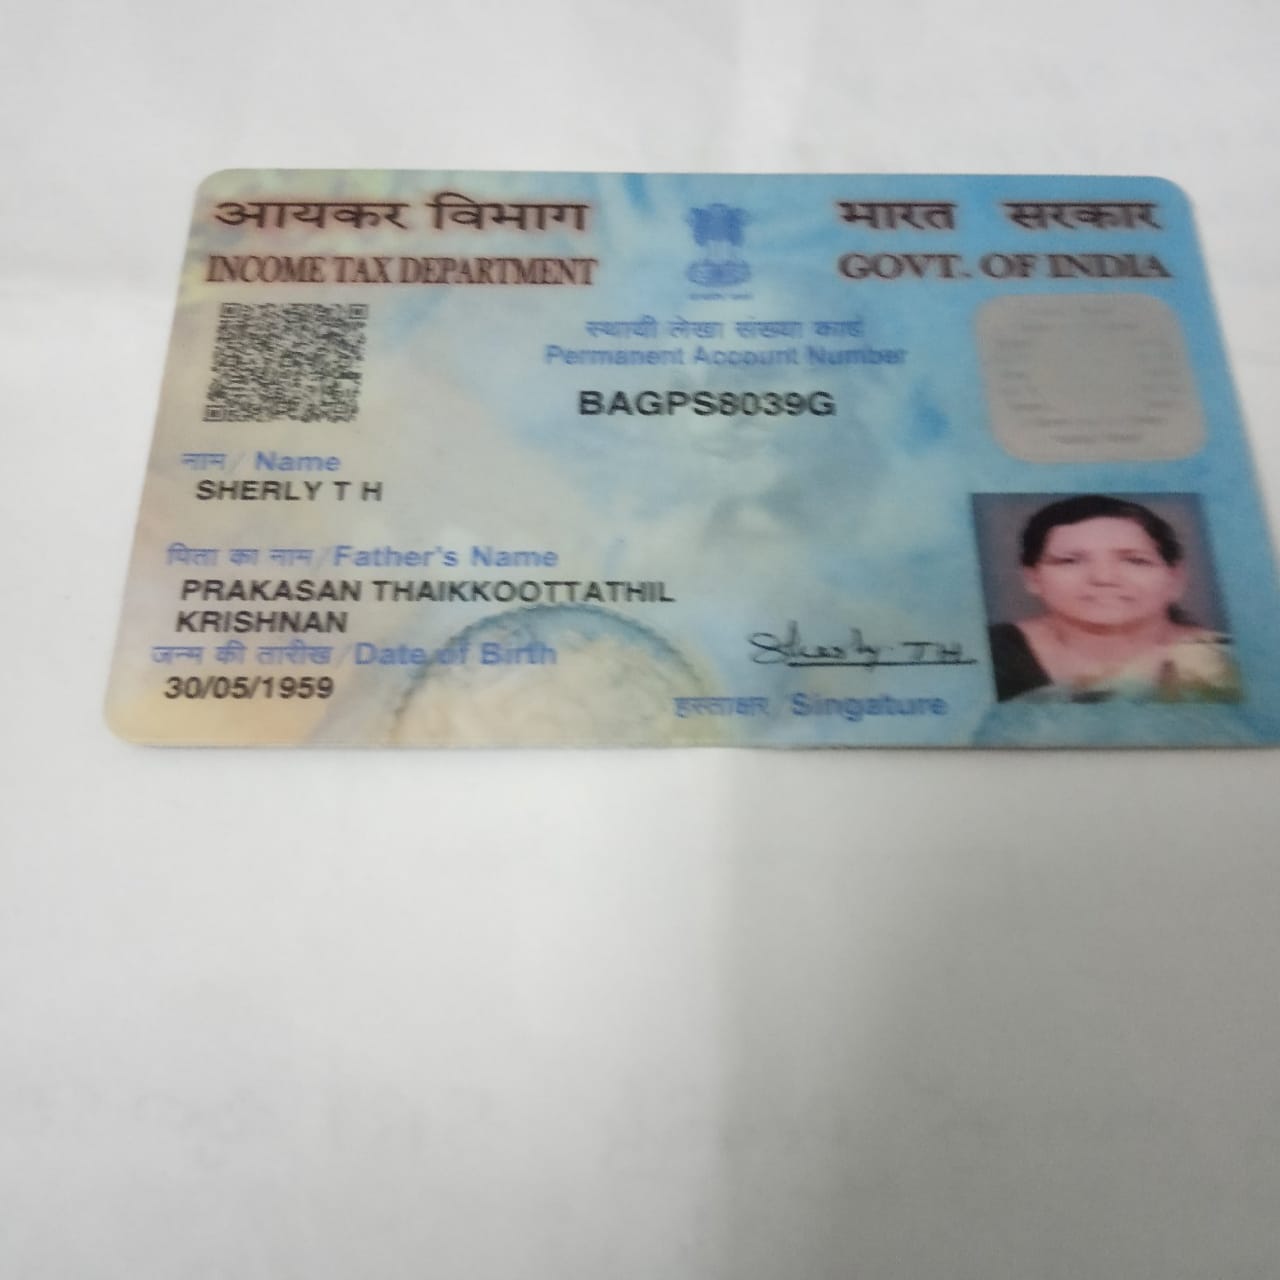 आयकर विभाग
INCOME TAX DEPARTMENT
भारत सरकार
GOVT. OF INDIA
स्थायी लेखा संख्या कार्ड
Permanent Account Number
BAGPS8039G
नाम / Name
SHERLY T H
पिता का नाम / Father's Name
PRAKASAN THAIKKOOTTATHIL
KRISHNAN
जन्म की तारीख / Date of Birth
30/05/1959
Sherly. T H
हस्ताक्षर / Singature